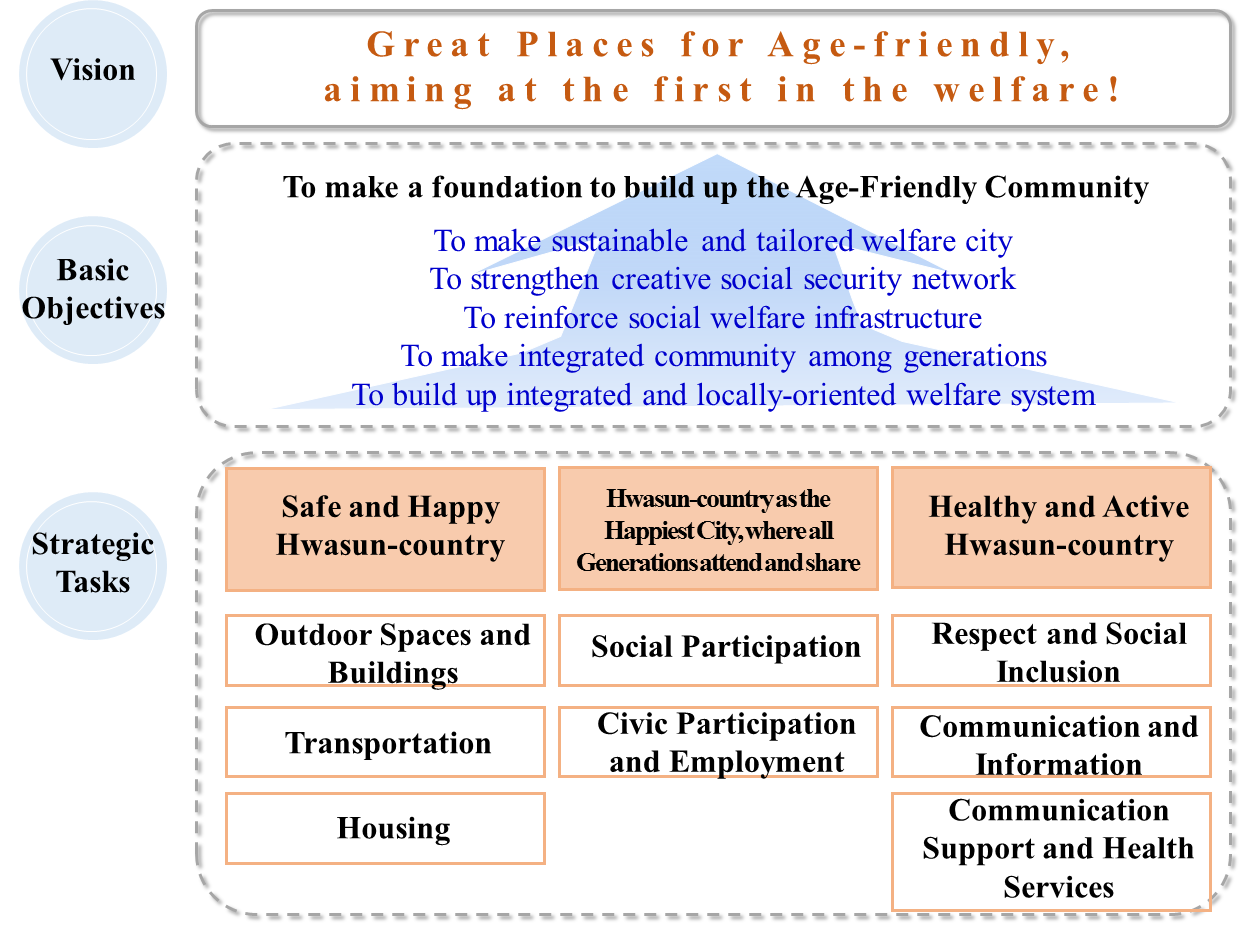 Vision
Great Places for Age-friendly,
aiming at the first in the welfare!
Basic
Objectives
To make a foundation to build up the Age-Friendly Community
To make sustainable and tailored welfare city
To strengthen creative social security network
To reinforce social welfare infrastructure
To make integrated community among generations
To build up integrated and locally-oriented welfare system
Strategic
Tasks
Safe and Happy
Hwasun-country
Hwasun-country as the
Happiest City, where all
Generations attend and share
Healthy and Active
Hwasun-country
Outdoor Spaces and
Buildings
Social Participation
Respect and Social
Inclusion
Transportation
Civic Participation
and Employment
Communication and
Information
Housing
Communication
Support and Health
Services